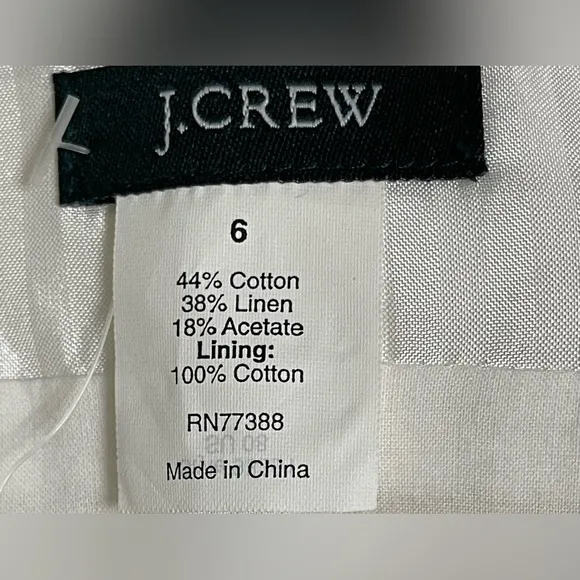 J.CREW
6
44% Cotton
38% Linen
18% Acetate
Lining:
100% Cotton
RN77388
Made in China